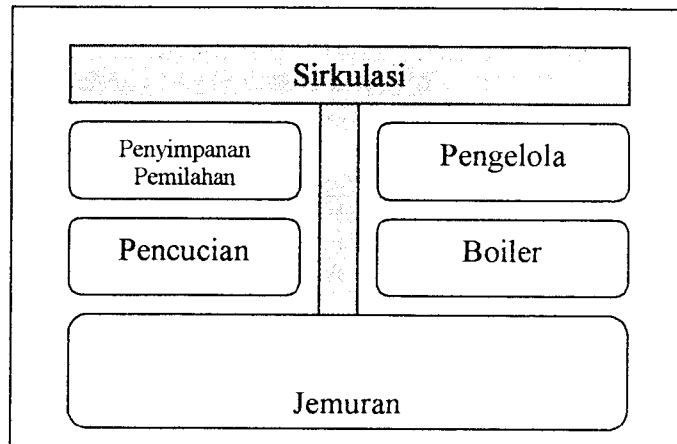 Sirkulasi
Penyimpanan
Pemilahan
Pengelola
Pencucian
Boiler
Jemuran